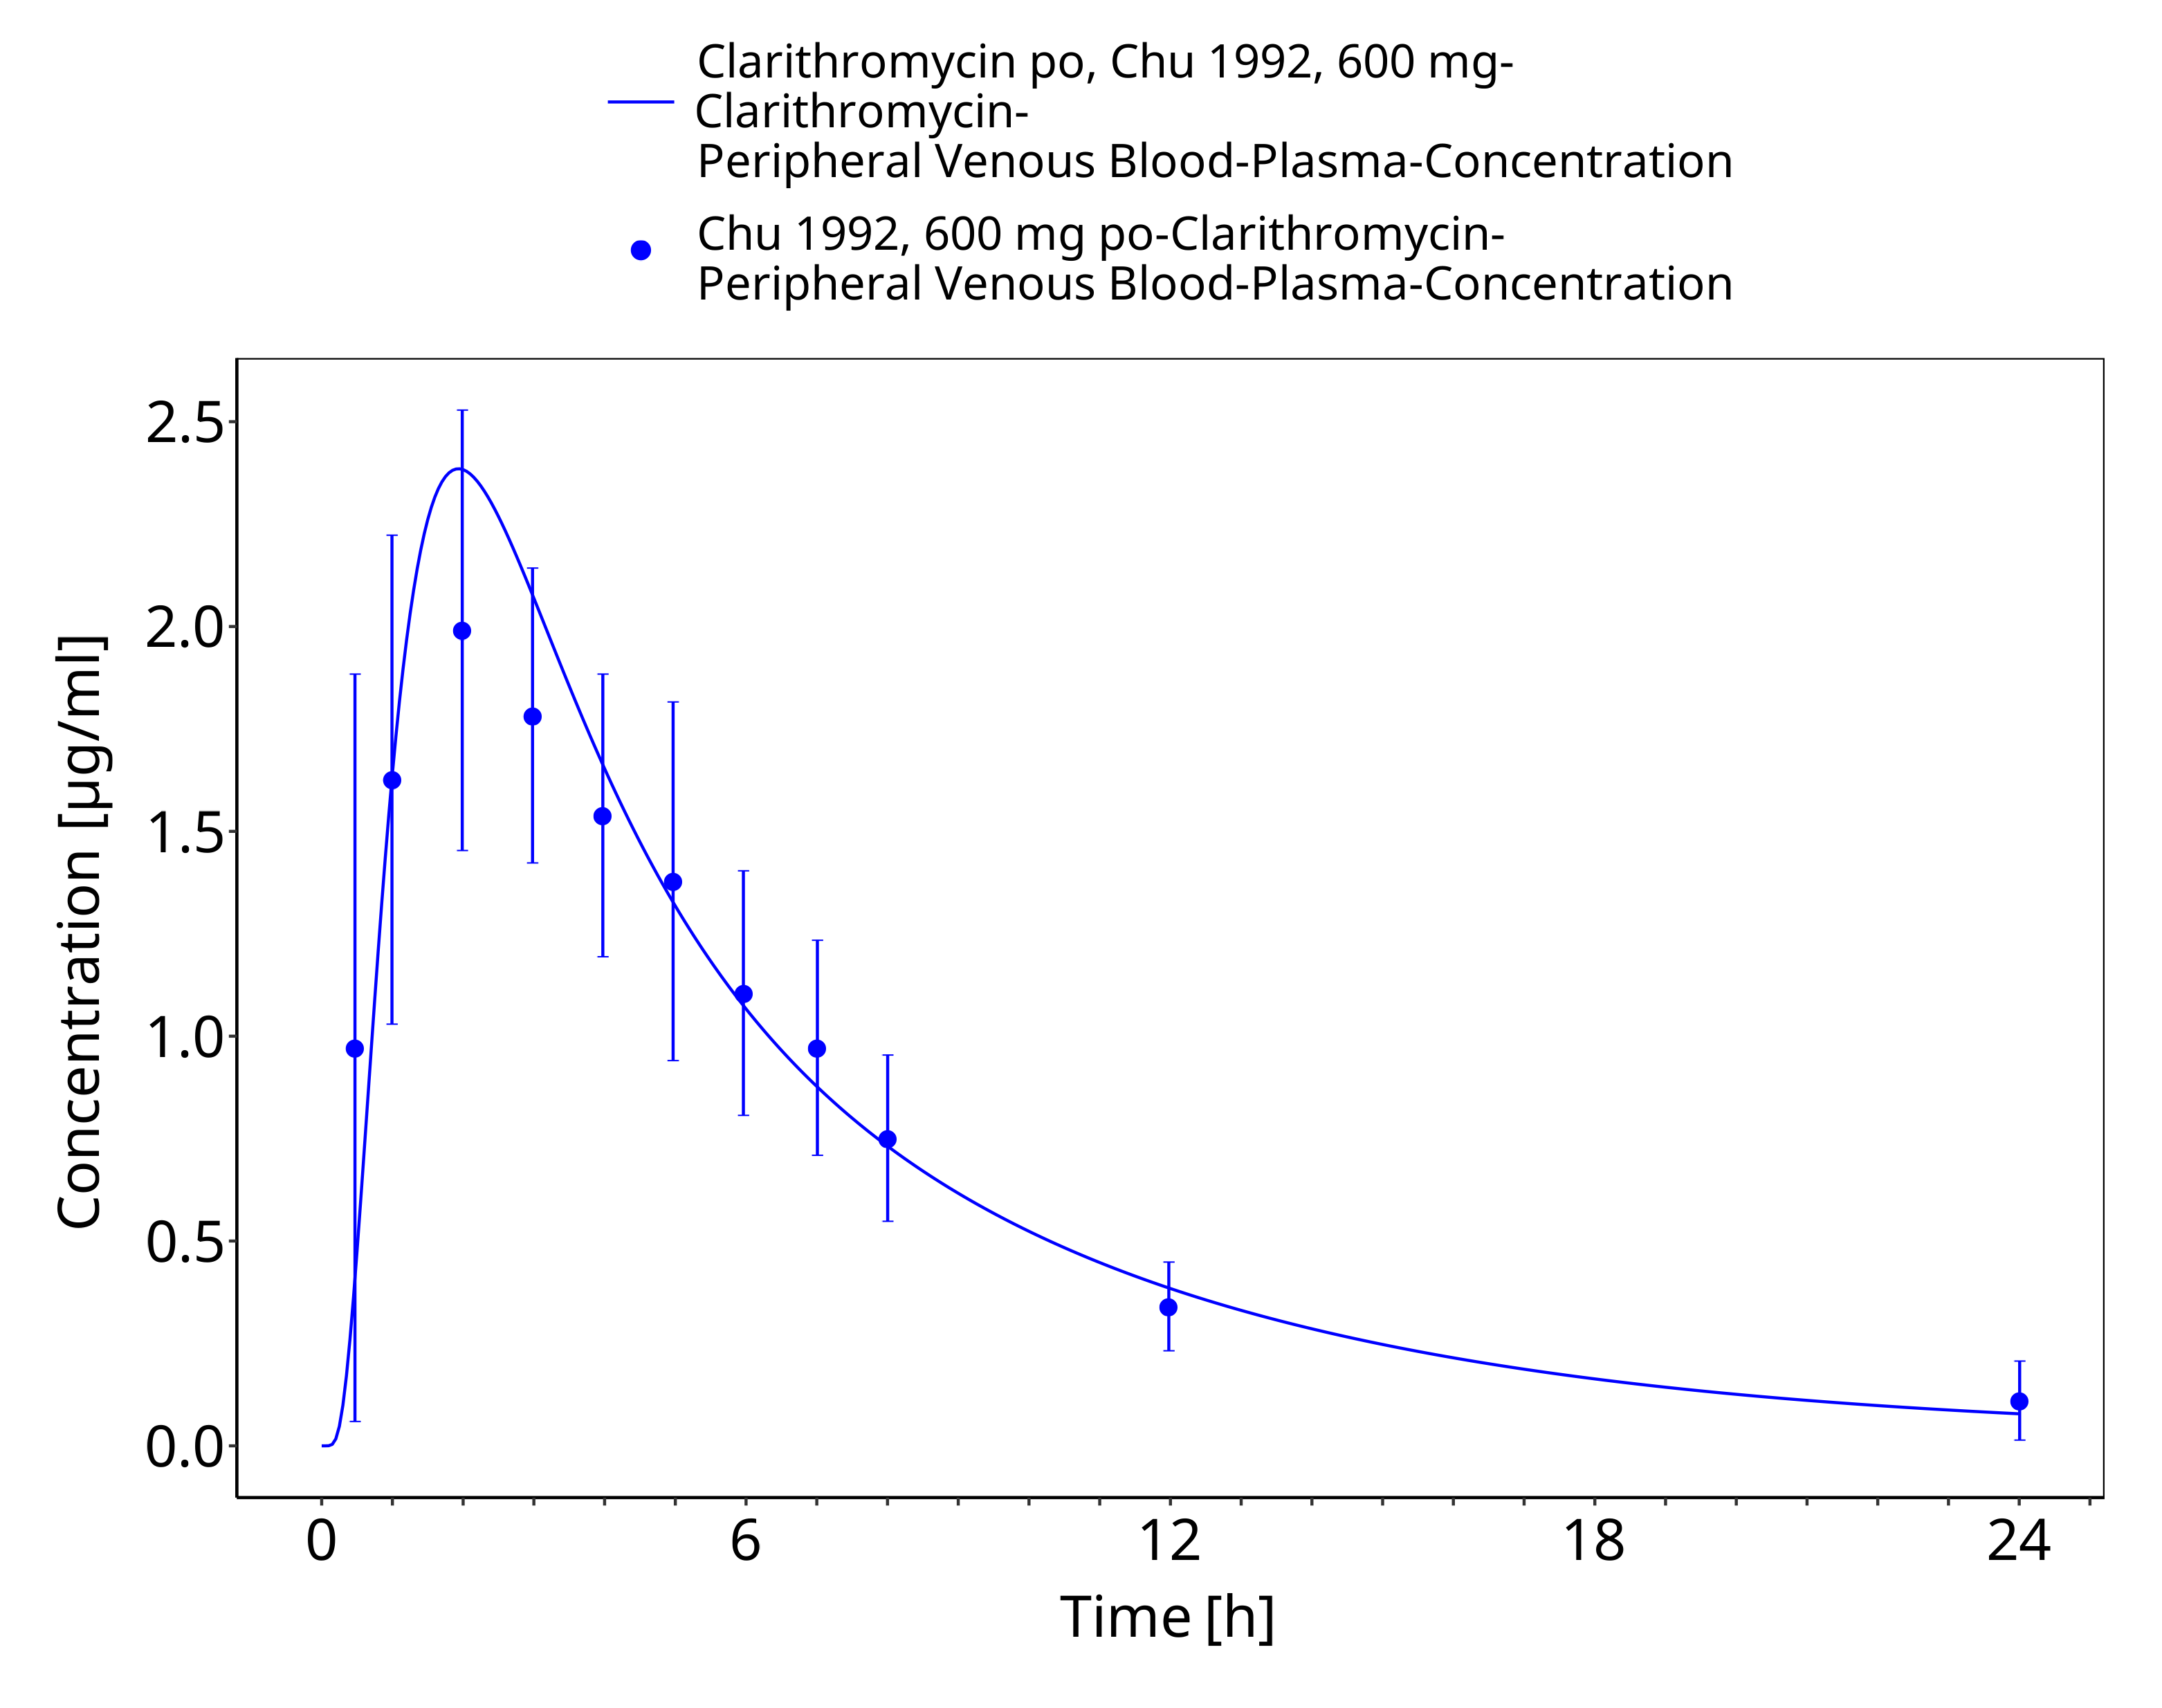 Clarithromycin po, Chu 1992, 600 mg-
Clarithromycin-
Peripheral Venous Blood-Plasma-Concentration
Chu 1992, 600 mg po-Clarithromycin-
Peripheral Venous Blood-Plasma-Concentration
Concentration [µg/ml]
2.5
2.0
1.5
1.0
0.5
0.0
0 6 12 18 24
Time [h]